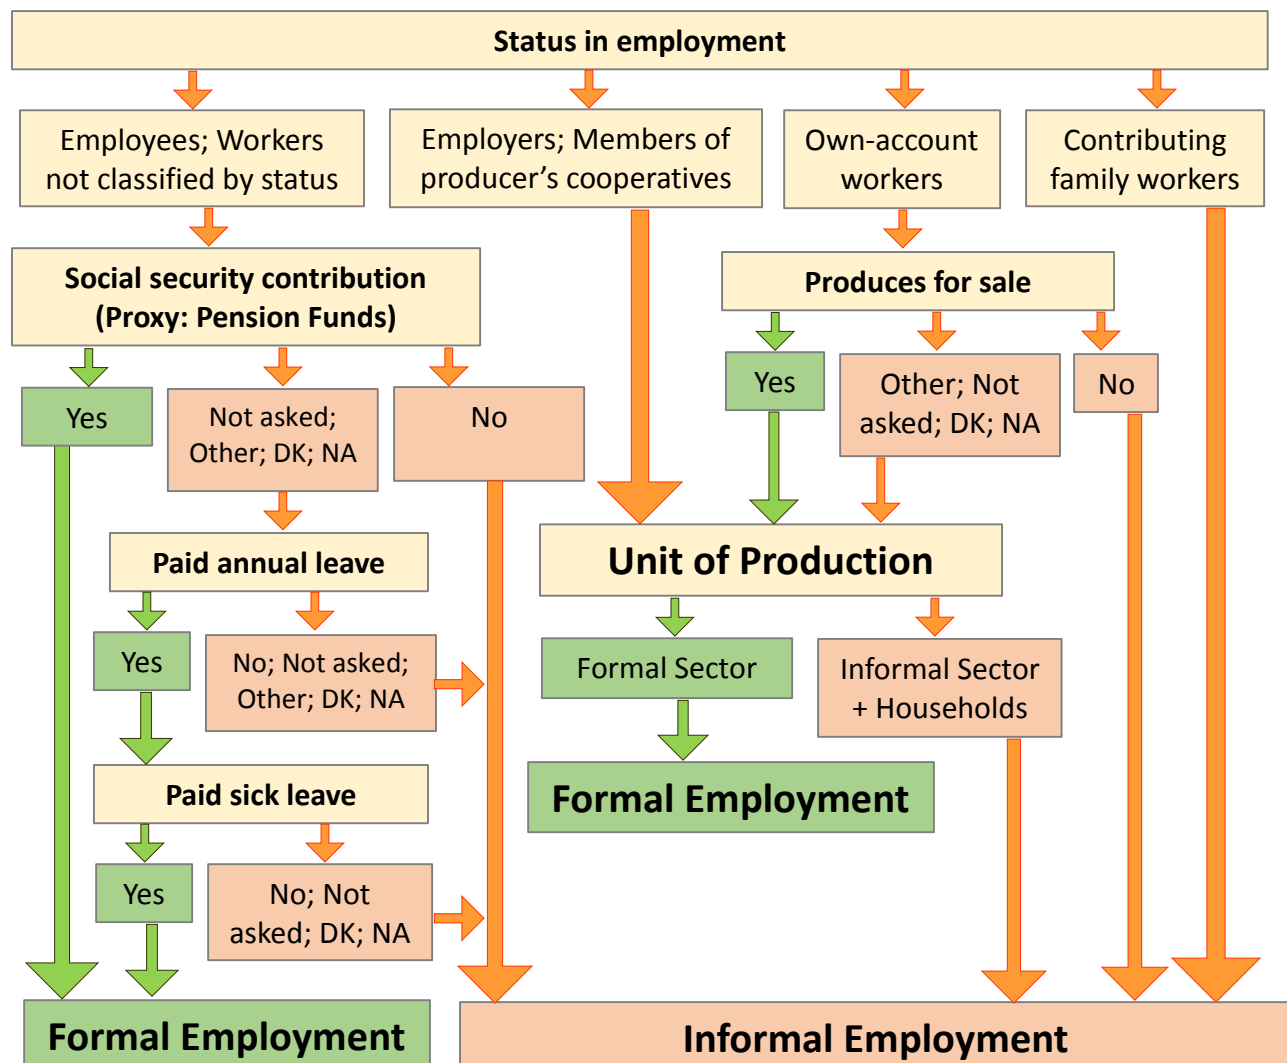 Status in employment
Employees; Workers
not classified by status
Employers; Members of
producer’s cooperatives
Own-account
workers
Contributing
family workers
Social security contribution
(Proxy: Pension Funds)
Produces for sale
Yes
Not asked;
Other; DK; NA
No
Yes
Other; Not
asked; DK; NA
No
Paid annual leave
Unit of Production
Yes
No; Not asked;
Other; DK; NA
Formal Sector
Informal Sector
+ Households
Paid sick leave
Formal Employment
Yes
No; Not
asked; DK; NA
Formal Employment
Informal Employment